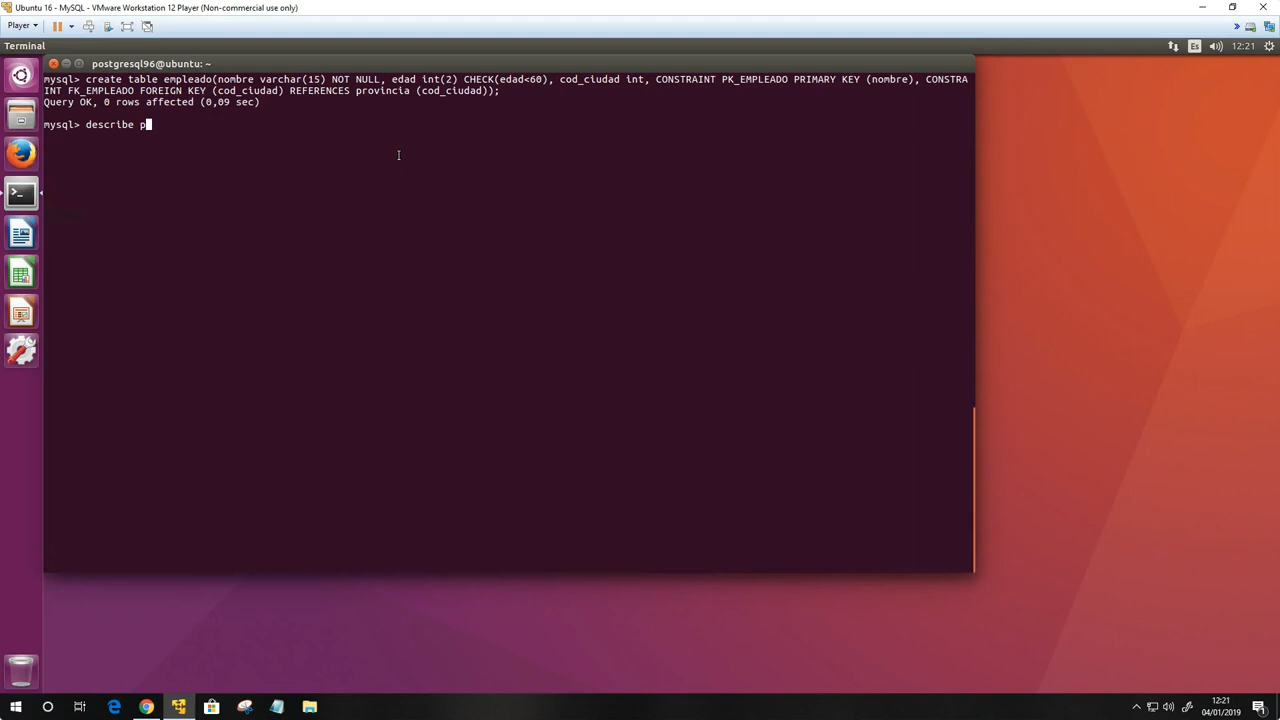 Ubuntu 16 - MySQL - VMware Workstation 12 Player (Non-commercial use only)
Player
Terminal
Es
12:21
postgresql96@ubuntu: ~
mysql> create table empleado(nombre varchar(15) NOT NULL, edad int(2) CHECK(edad<60), cod_ciudad int, CONSTRAINT PK_EMPLEADO PRIMARY KEY (nombre), CONSTRA
INT FK_EMPLEADO FOREIGN KEY (cod_ciudad) REFERENCES provincia (cod_ciudad));
Query OK, 0 rows affected (0,09 sec)
mysql> describe p
12:21
04/01/2019
1